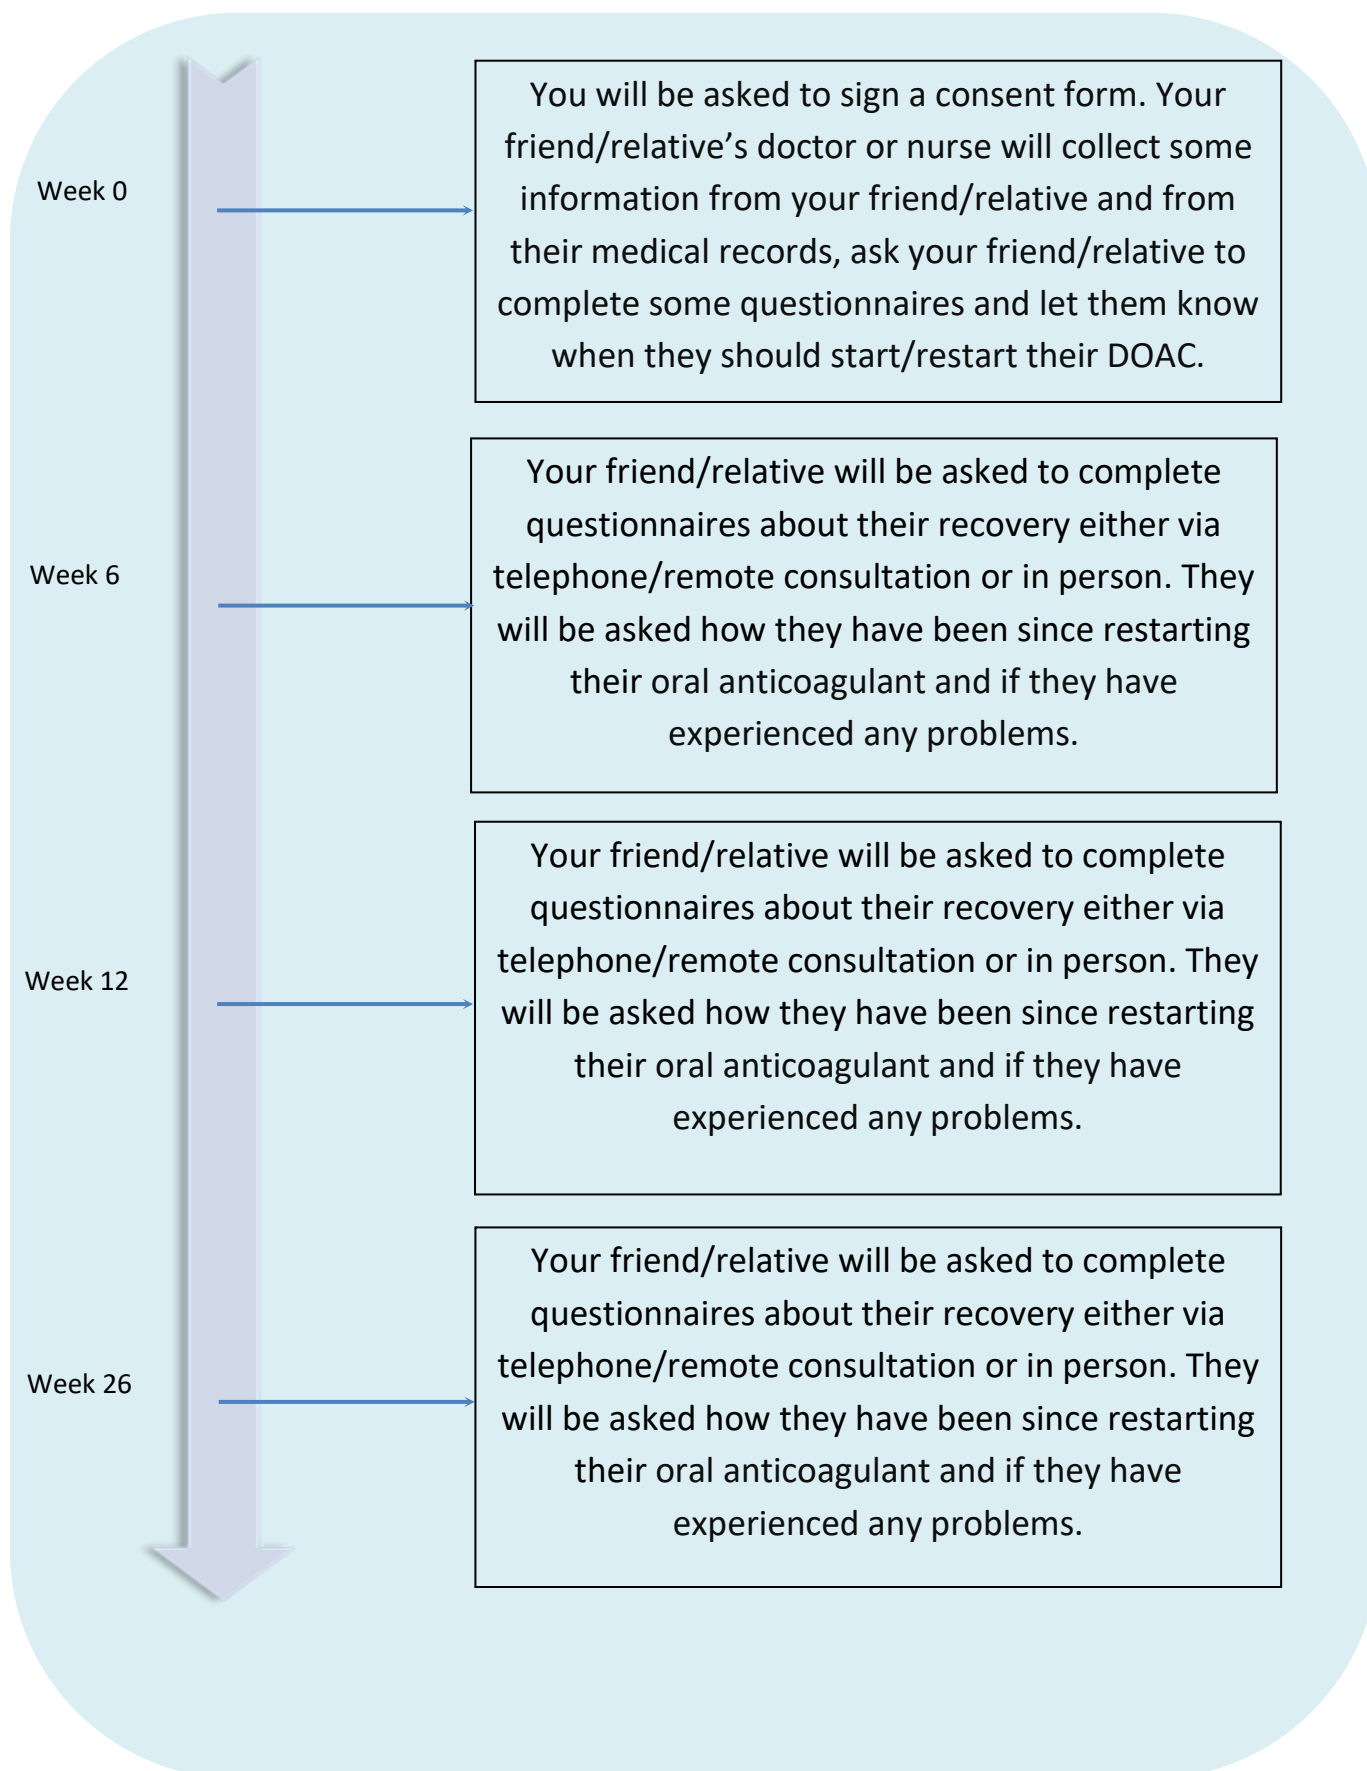 Week 0
You will be asked to sign a consent form. Your
friend/relative’s doctor or nurse will collect some
information from your friend/relative and from
their medical records, ask your friend/relative to
complete some questionnaires and let them know
when they should start/restart their DOAC.
Week 6
Your friend/relative will be asked to complete
questionnaires about their recovery either via
telephone/remote consultation or in person. They
will be asked how they have been since restarting
their oral anticoagulant and if they have
experienced any problems.
Week 12
Your friend/relative will be asked to complete
questionnaires about their recovery either via
telephone/remote consultation or in person. They
will be asked how they have been since restarting
their oral anticoagulant and if they have
experienced any problems.
Week 26
Your friend/relative will be asked to complete
questionnaires about their recovery either via
telephone/remote consultation or in person. They
will be asked how they have been since restarting
their oral anticoagulant and if they have
experienced any problems.